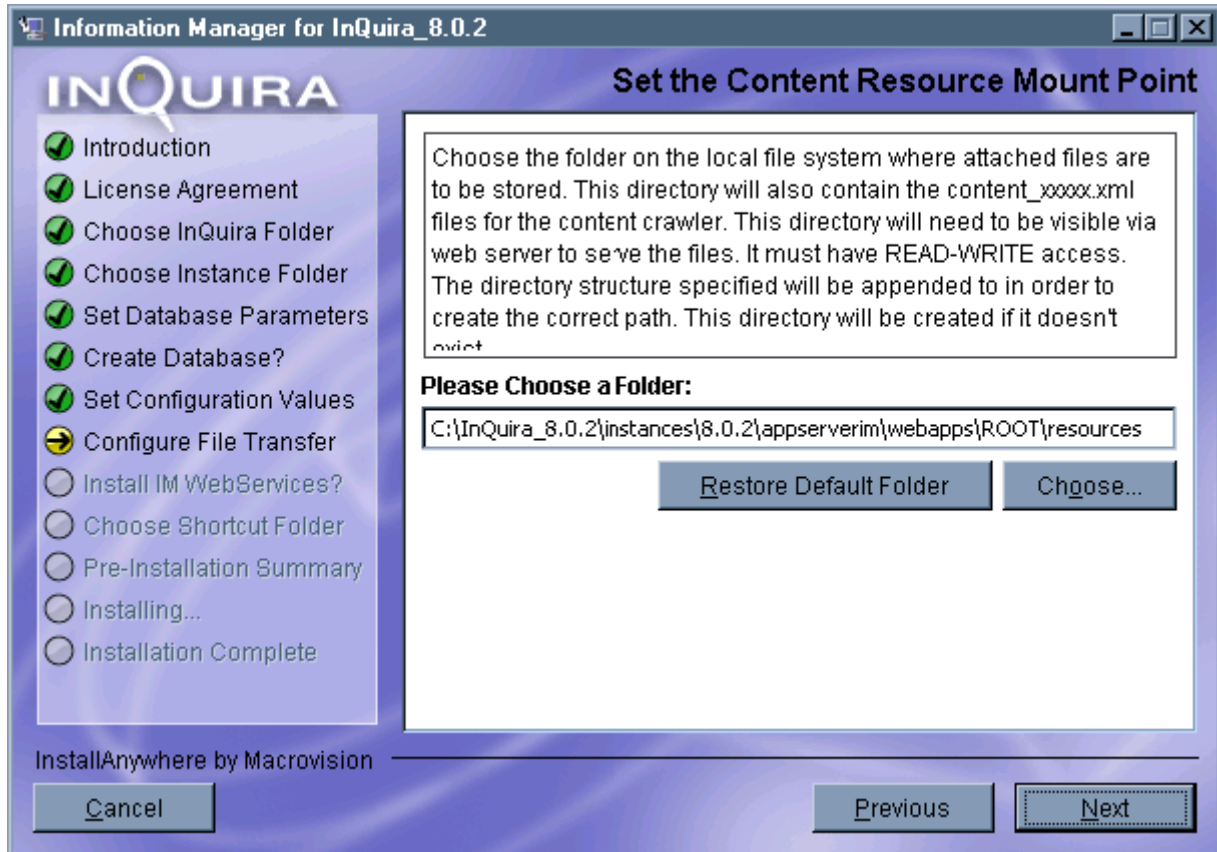 Information Manager for InQuira_8.0.2
INQUIRA
Set the Content Resource Mount Point
Introduction
License Agreement
Choose InQuira Folder
Choose Instance Folder
Set Database Parameters
Create Database?
Set Configuration Values
Configure File Transfer
Install IM WebServices?
Choose Shortcut Folder
Pre-Installation Summary
Installing...
Installation Complete
Choose the folder on the local file system where attached files are
to be stored. This directory will also contain the content_xxxxx.xml
files for the content crawler. This directory will need to be visible via
web server to serve the files. It must have READ-WRITE access.
The directory structure specified will be appended to in order to
create the correct path. This directory will be created if it doesn't
exist
Please Choose a Folder:
C:\InQuira_8.0.2\instances\8.0.2\appserverim\webapps\ROOT\resources
Restore Default Folder
Choose...
InstallAnywhere by Macrovision
Cancel
Previous
Next